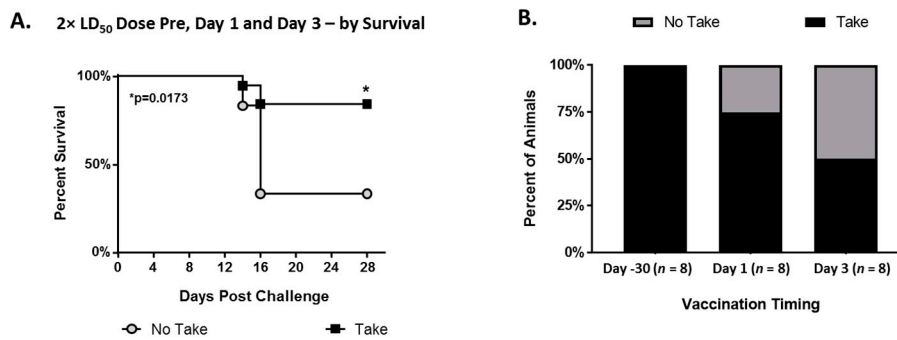 A. 2× LD50 Dose Pre, Day 1 and Day 3 – by Survival
100%
*p=0.0173
*
50%
0%
Percent Survival
0 4 8 12 16 20 24 28
Days Post Challenge
No Take Take
B.
No Take Take
100%
75%
50%
25%
0%
Percent of Animals
Day -30 (n = 8) Day 1 (n = 8) Day 3 (n = 8)
Vaccination Timing